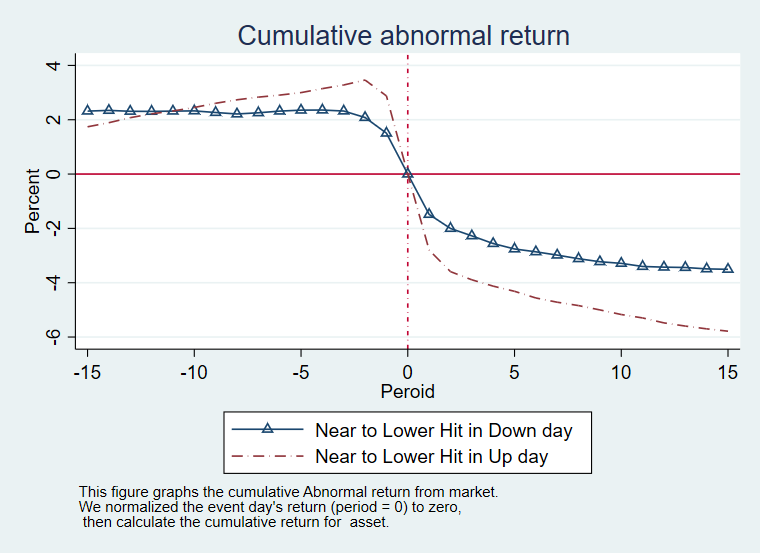 Cumulative abnormal return
Percent
4
2
0
-2
-4
-6
-15
-10
-5
0
5
10
15
Peroid
Near to Lower Hit in Down day
Near to Lower Hit in Up day
This figure graphs the cumulative Abnormal return from market.
We normalized the event day's return (period = 0) to zero,
then calculate the cumulative return for  asset.